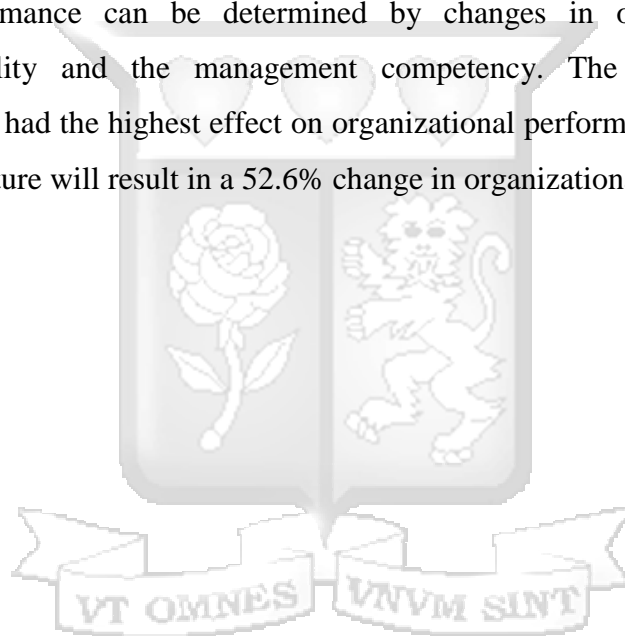 mance can be determined by changes in o
lity and the management competency. The
had the highest effect on organizational perform
ture will result in a 52.6% change in organization
VT OMNES VNVM SINT